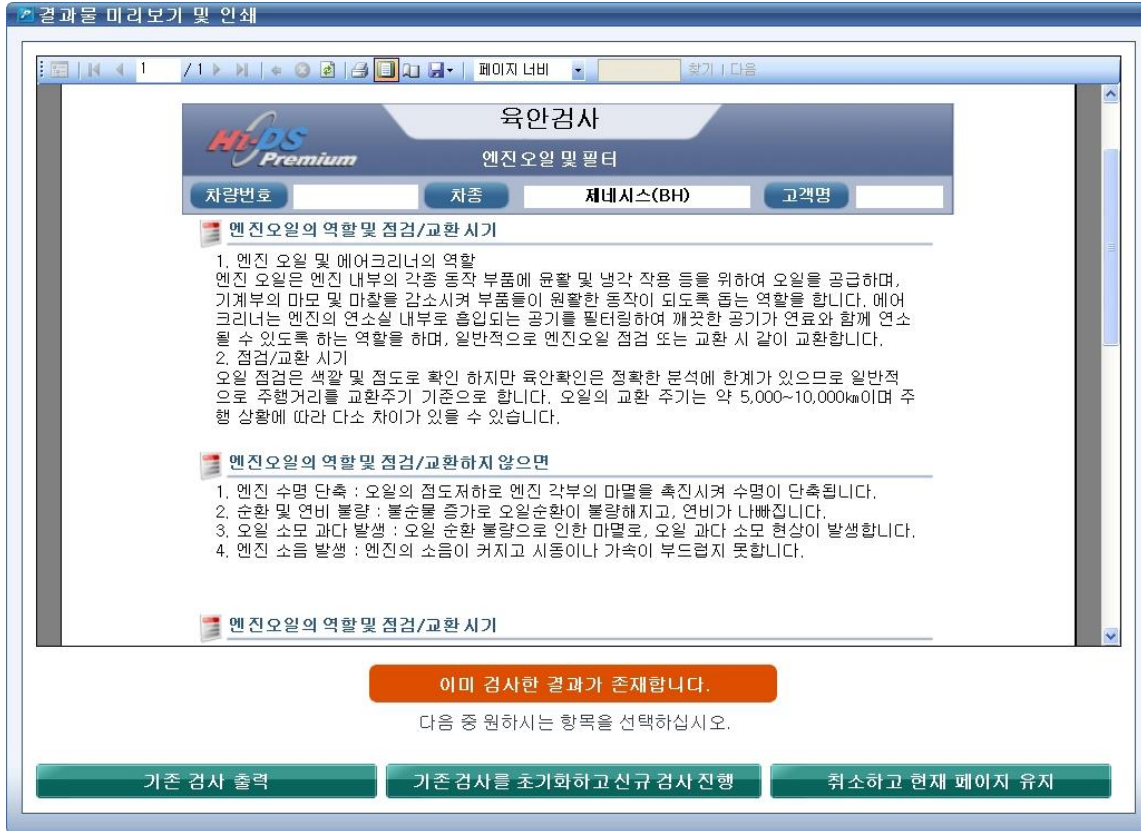 결과물 미리보기 및 인쇄
1 / 1 페이지 너비 찾기 | 다음
Hi-DS Premium
육안검사
엔진오일 및 필터
차량번호 차종 제네시스(BH) 고객명
엔진오일의 역할 및 점검/교환 시기
1. 엔진 오일 및 에어크리너의 역할
엔진 오일은 엔진 내부의 각종 동작 부품에 윤활 및 냉각 작용 등을 위하여 오일을 공급하며,
기계부의 마모 및 마찰을 감소시켜 부품들이 원활한 동작이 되도록 돕는 역할을 합니다. 에어
크리너는 엔진의 연소실 내부로 흡입되는 공기를 필터링하여 깨끗한 공기가 연료와 함께 연소
될 수 있도록 하는 역할을 하며, 일반적으로 엔진오일 점검 또는 교환 시 같이 교환합니다.
2. 점검/교환 시기
오일 점검은 색깔 및 점도로 확인 하지만 육안확인은 정확한 분석에 한계가 있으므로 일반적
으로 주행거리를 교환주기 기준으로 합니다. 오일의 교환 주기는 약 5,000~10,000㎞이며 주
행 상황에 따라 다소 차이가 있을 수 있습니다.
엔진오일의 역할 및 점검/교환하지 않으면
1. 엔진 수명 단축 : 오일의 점도저하로 엔진 각부의 마멸을 촉진시켜 수명이 단축됩니다.
2. 순환 및 연비 불량 : 불순물 증가로 오일순환이 불량해지고, 연비가 나빠집니다.
3. 오일 소모 과다 발생 : 오일 순환 불량으로 인한 마멸로, 오일 과다 소모 현상이 발생합니다.
4. 엔진 소음 발생 : 엔진의 소음이 커지고 시동이나 가속이 부드럽지 못합니다.
엔진오일의 역할 및 점검/교환 시기
이미 검사한 결과가 존재합니다.
다음 중 원하시는 항목을 선택하십시오.
기존 검사 출력
기존 검사를 초기화하고 신규 검사 진행
취소하고 현재 페이지 유지